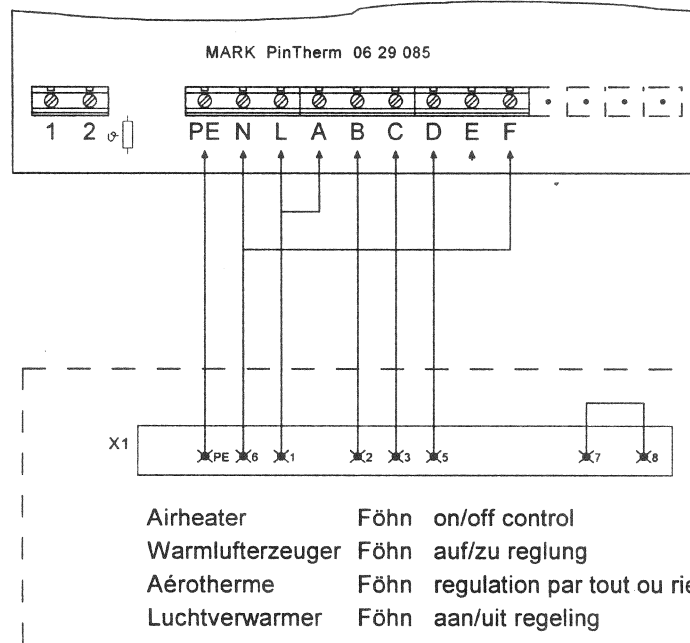 MARK PinTherm 06 29 085
1 2 ϑ PE N L A B C D E F
X1 PE 6 1 2 3 5 7 8
Airheater Föhn on/off control
Warmlufterzeuger Föhn auf/zu reglung
Aérotherme Föhn regulation par tout ou rie
Luchtverwarmer Föhn aan/uit regeling